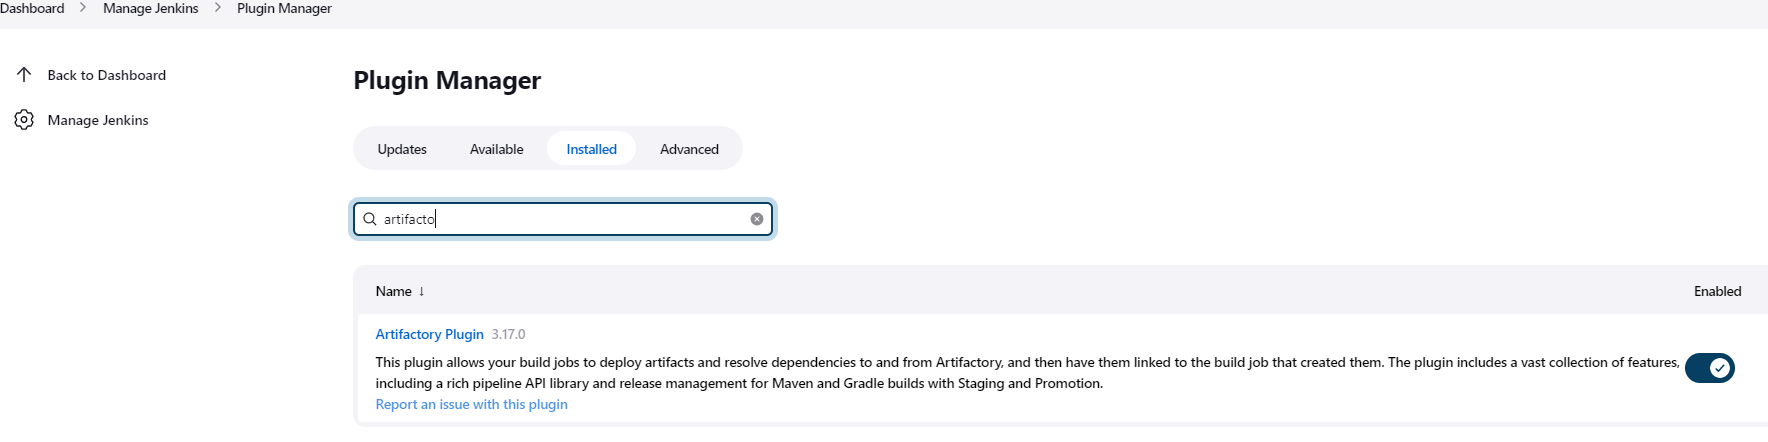 Dashboard > Manage Jenkins > Plugin Manager
Back to Dashboard
Manage Jenkins
Plugin Manager
Updates Available Installed Advanced
artifacto
Name ↓ Enabled
Artifactory Plugin 3.17.0
This plugin allows your build jobs to deploy artifacts and resolve dependencies to and from Artifactory, and then have them linked to the build job that created them. The plugin includes a vast collection of features,
including a rich pipeline API library and release management for Maven and Gradle builds with Staging and Promotion.
Report an issue with this plugin